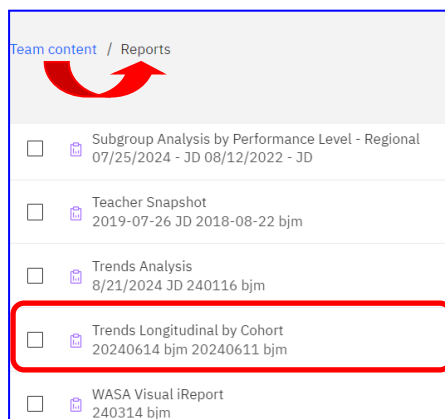 Team content / Reports
Subgroup Analysis by Performance Level - Regional
07/25/2024 - JD 08/12/2022 - JD
Teacher Snapshot
2019-07-26 JD 2018-08-22 bjm
Trends Analysis
8/21/2024 JD 240116 bjm
Trends Longitudinal by Cohort
20240614 bjm 20240611 bjm
WASA Visual iReport
240314 bjm